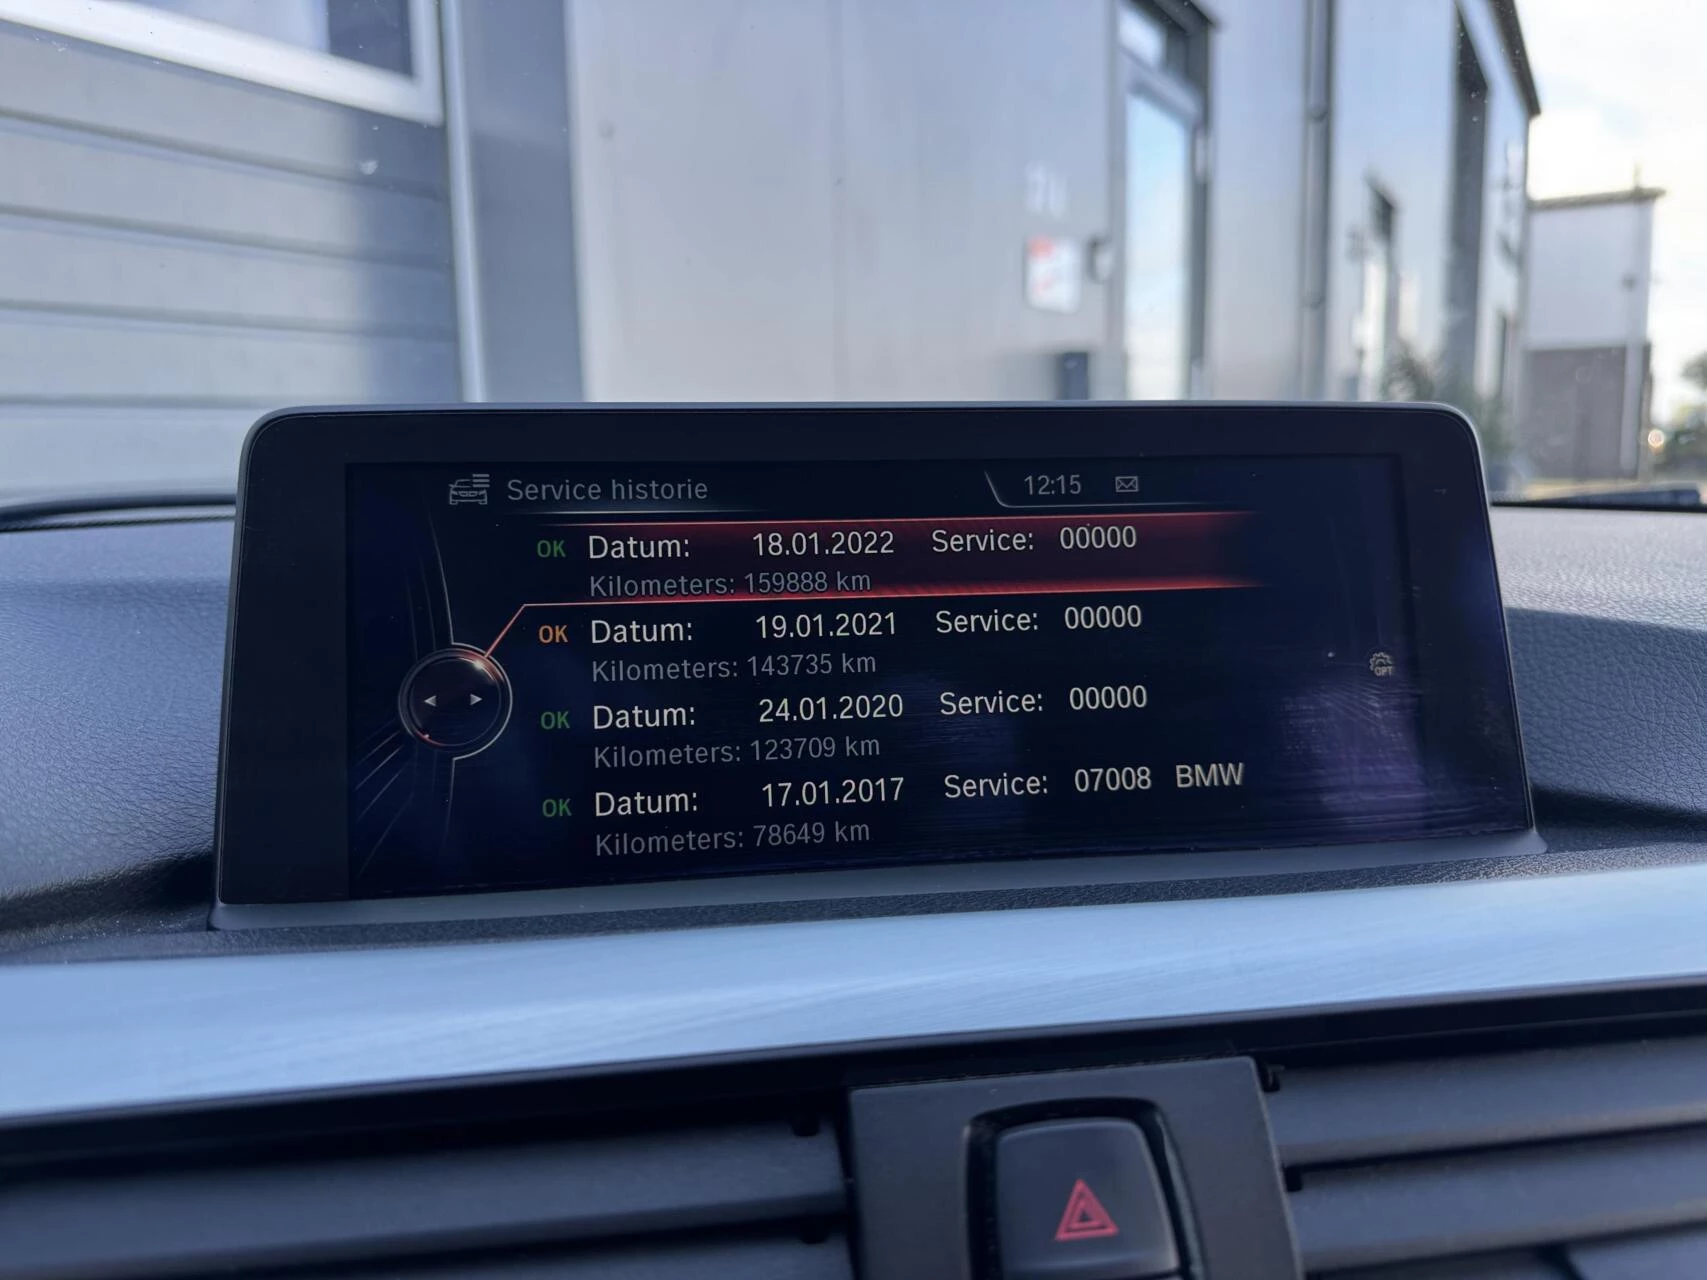 Service historie 12:15
OK Datum: 18.01.2022 Service: 00000
Kilometers: 159888 km
OK Datum: 19.01.2021 Service: 00000
Kilometers: 143735 km
OK Datum: 24.01.2020 Service: 00000
Kilometers: 123709 km
OK Datum: 17.01.2017 Service: 07008 BMW
Kilometers: 78649 km
OPT